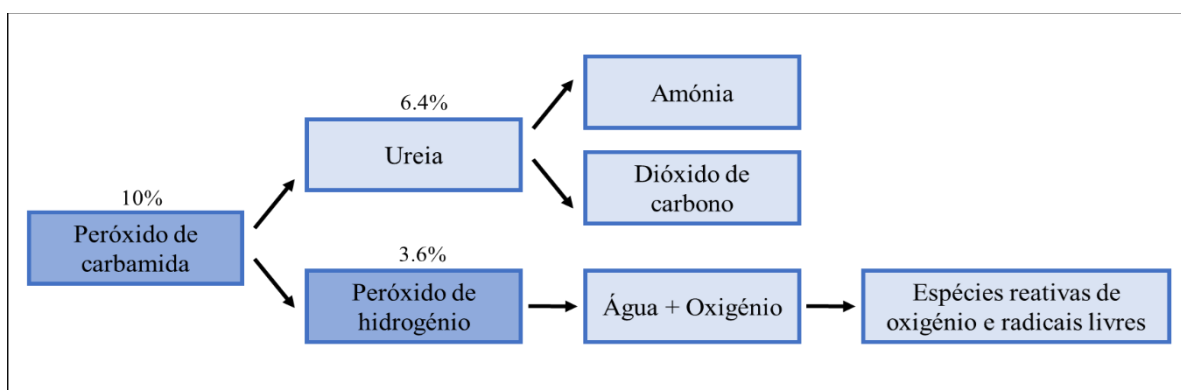 6.4%
Ureia
Amónia
Dióxido de
carbono
10%
Peróxido de
carbamida
3.6%
Peróxido de
hidrogénio
Água + Oxigénio
Espécies reativas de
oxigénio e radicais livres